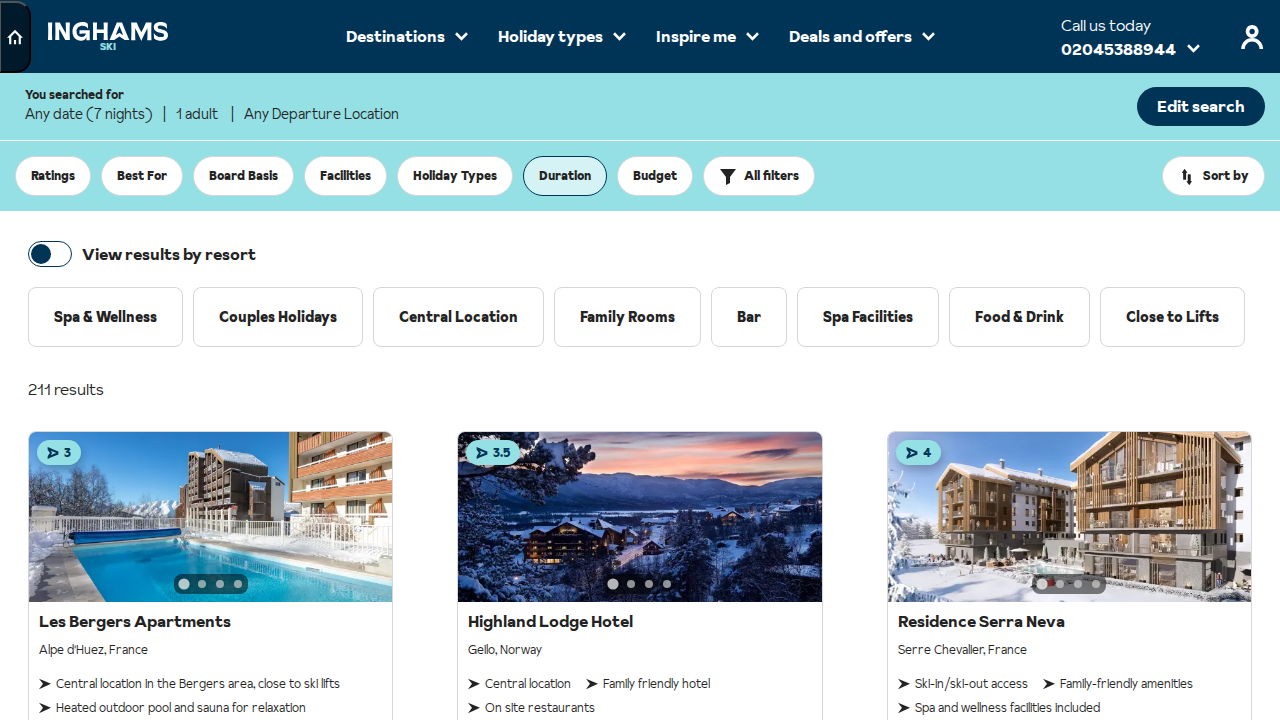 INGHAMS
SKI
Destinations
Holiday types
Inspire me
Deals and offers
Call us today
02045388944
You searched for
Any date (7 nights) | 1 adult | Any Departure Location
Edit search
Ratings
Best For
Board Basis
Facilities
Holiday Types
Duration
Budget
All filters
Sort by
View results by resort
Spa & Wellness
Couples Holidays
Central Location
Family Rooms
Bar
Spa Facilities
Food & Drink
Close to Lifts
211 results
3
3.5
4
Les Bergers Apartments
Alpe d'Huez, France
Central location in the Bergers area, close to ski lifts
Heated outdoor pool and sauna for relaxation
Highland Lodge Hotel
Geilo, Norway
Central location
Family friendly hotel
On site restaurants
Residence Serra Neva
Serre Chevalier, France
Ski-in/ski-out access
Family-friendly amenities
Spa and wellness facilities included